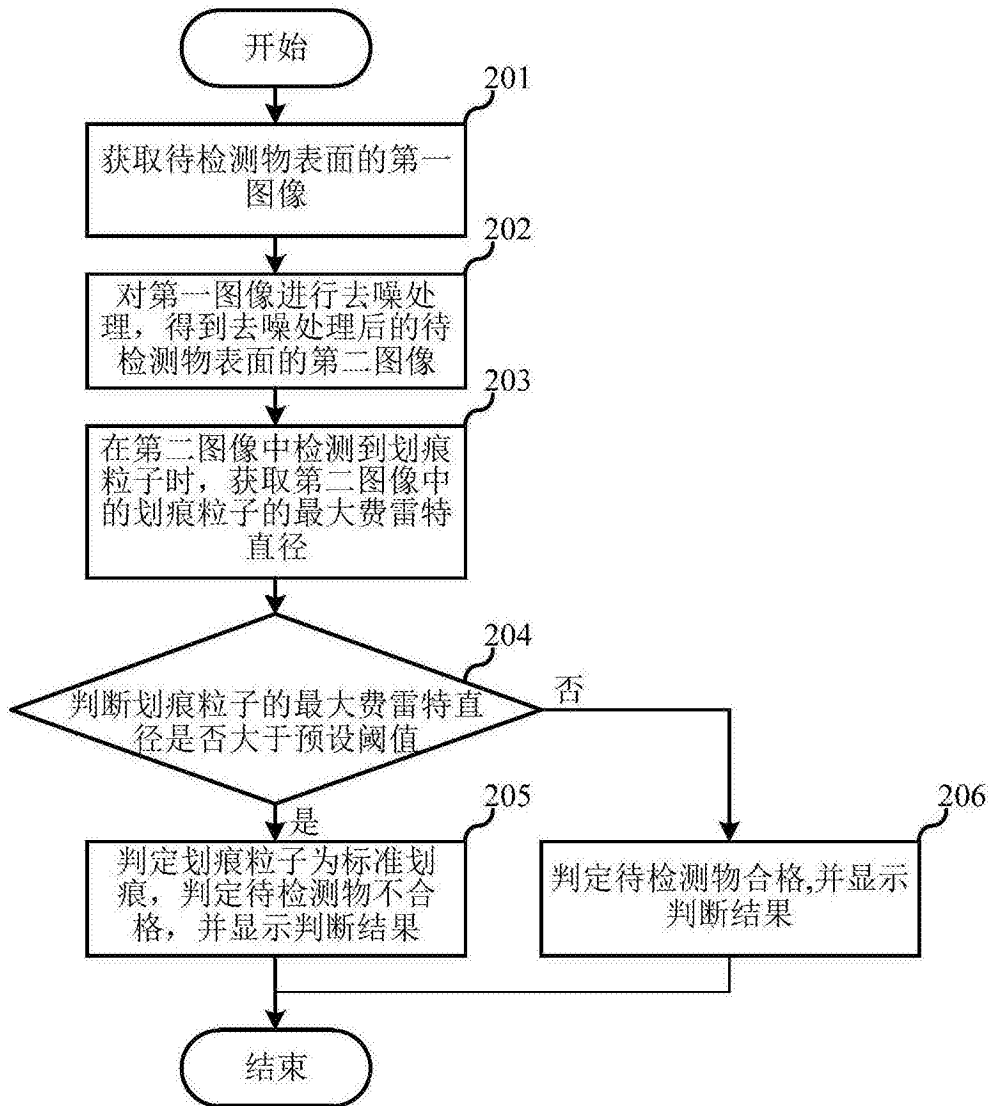 开始
201
获取待检测物表面的第一
图像
202
对第一图像进行去噪处
理，得到去噪处理后的待
检测物表面的第二图像
203
在第二图像中检测到划痕
粒子时，获取第二图像中
的划痕粒子的最大费雷特
直径
204
判断划痕粒子的最大费雷特直
径是否大于预设阈值
否
是
205
判定划痕粒子为标准划
痕，判定待检测物不合
格，并显示判断结果
206
判定待检测物合格,并显示
判断结果
结束